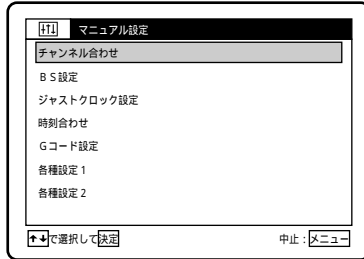 マニュアル設定
チャンネル合わせ
BS設定
ジャストクロック設定
時刻合わせ
Gコード設定
各種設定1
各種設定2
↑↓で選択して決定 中止:メニュー